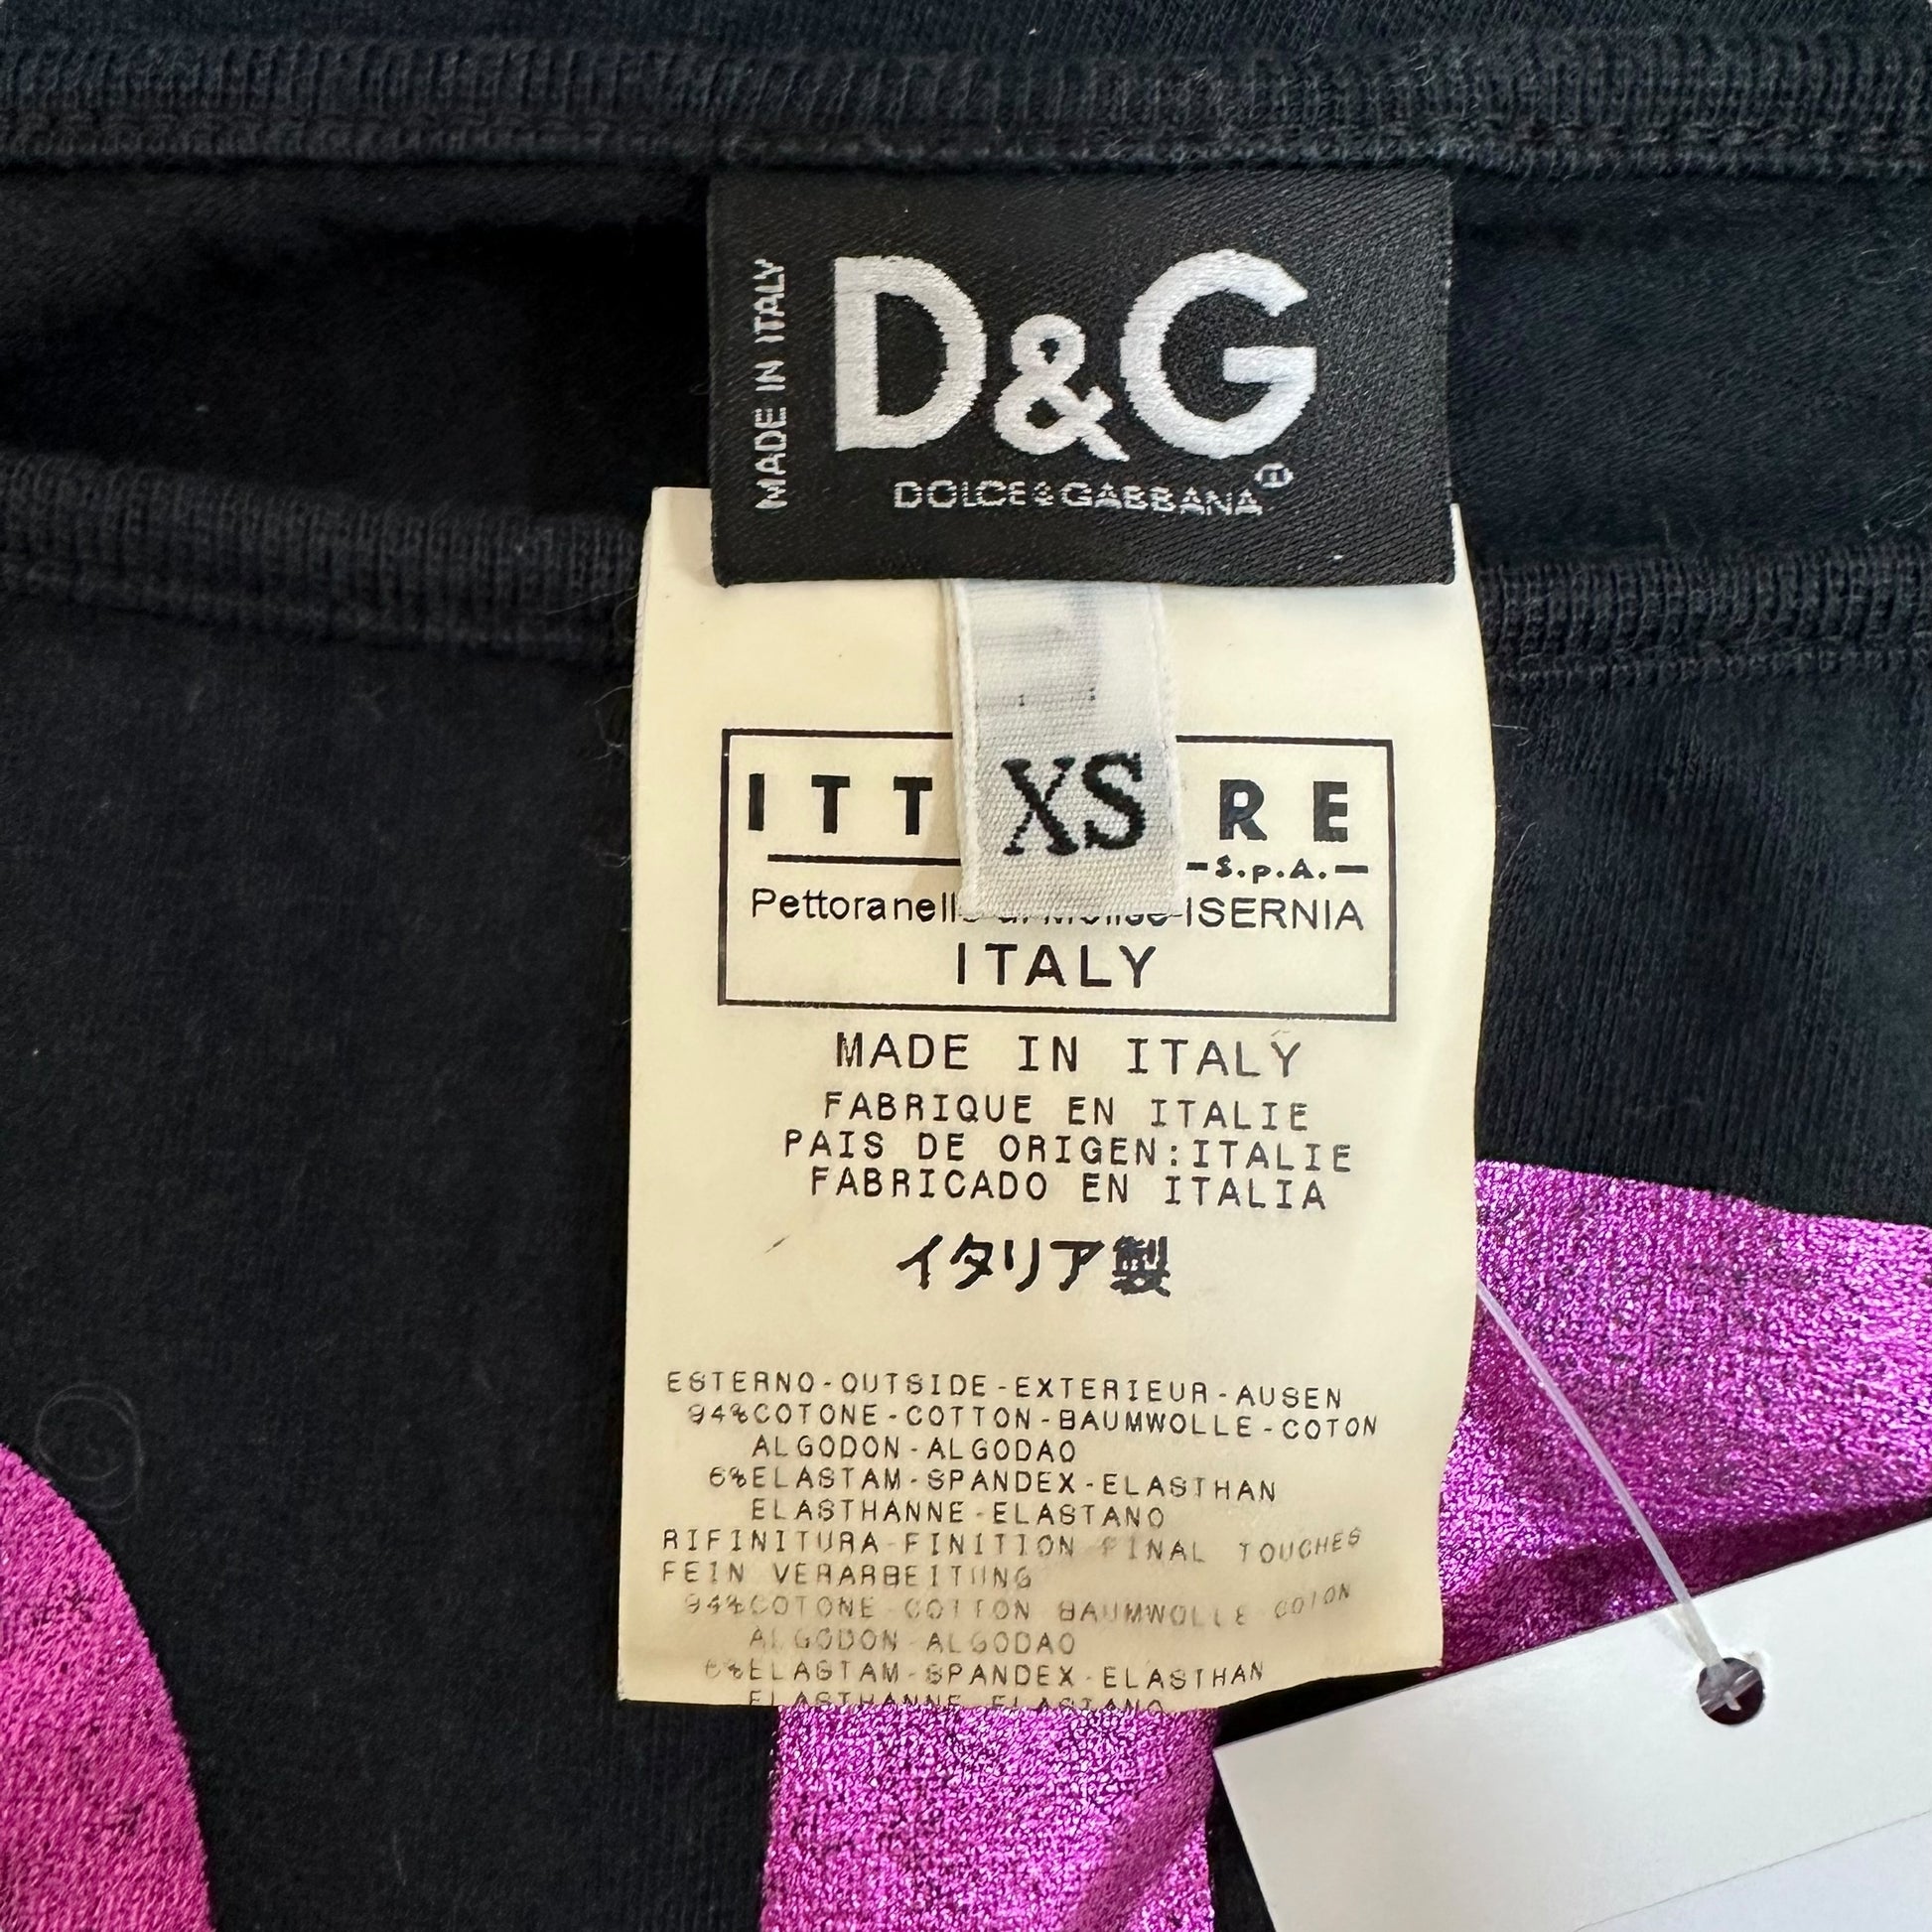 MADE IN ITALY
D&G
DOLCE & GABBANA ®
XS
ITT RE
S.p.A.
ISERNIA
ITALY
MADE IN ITALY
FABRIQUE EN ITALIE
PAIS DE ORIGEN:ITALIE
FABRICADO EN ITALIA
イタリア製
ESTERNO-OUTSIDE-EXTERIEUR-AUSEN
94%COTONE-COTTON-BAUMWOLLE-COTON
ALGODON-ALGODAO
6%ELASTAM-SPANDEX-ELASTHAN
ELASTHANNE-ELASTANO
RIFINITURA-FINITION FINAL TOUCHES
FEIN VERARBEITUNG
94%COTONE COTTON BAUMWOLLE COTON
ALGODON-ALGODAO
6%ELASTAM-SPANDEX-ELASTHAN
ELASTHANNE-ELASTANO